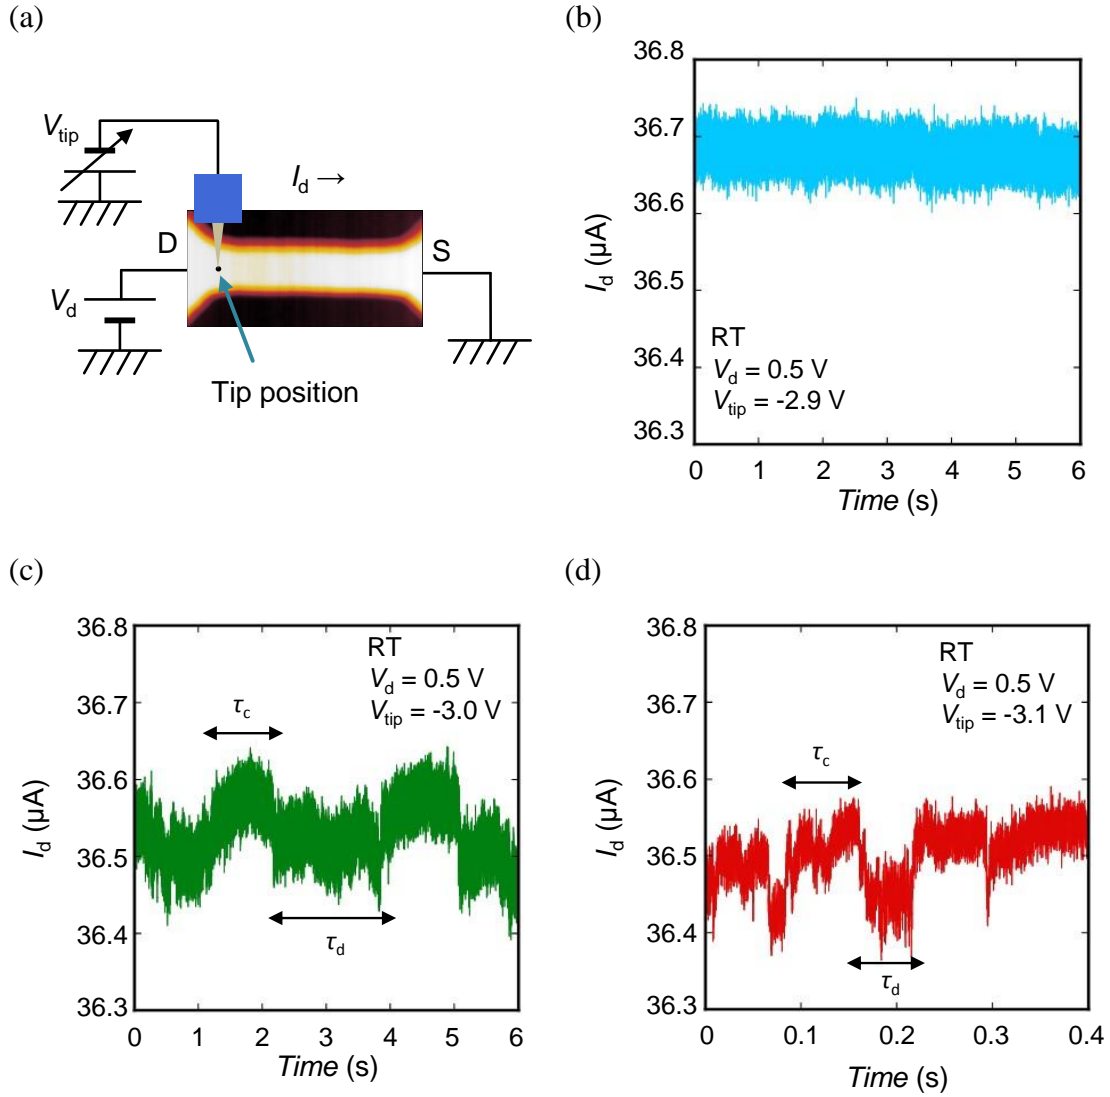 (a)
V_tip
I_d →
D
S
V_d
Tip position
(b)
36.8
36.7
36.6
36.5
36.4
36.3
I_d (µA)
RT
V_d = 0.5 V
V_tip = -2.9 V
0 1 2 3 4 5 6
Time (s)
(c)
36.8
36.7
36.6
36.5
36.4
36.3
I_d (µA)
RT
V_d = 0.5 V
V_tip = -3.0 V
τ_c
τ_d
0 1 2 3 4 5 6
Time (s)
(d)
36.8
36.7
36.6
36.5
36.4
36.3
I_d (µA)
RT
V_d = 0.5 V
V_tip = -3.1 V
τ_c
τ_d
0 0.1 0.2 0.3 0.4
Time (s)